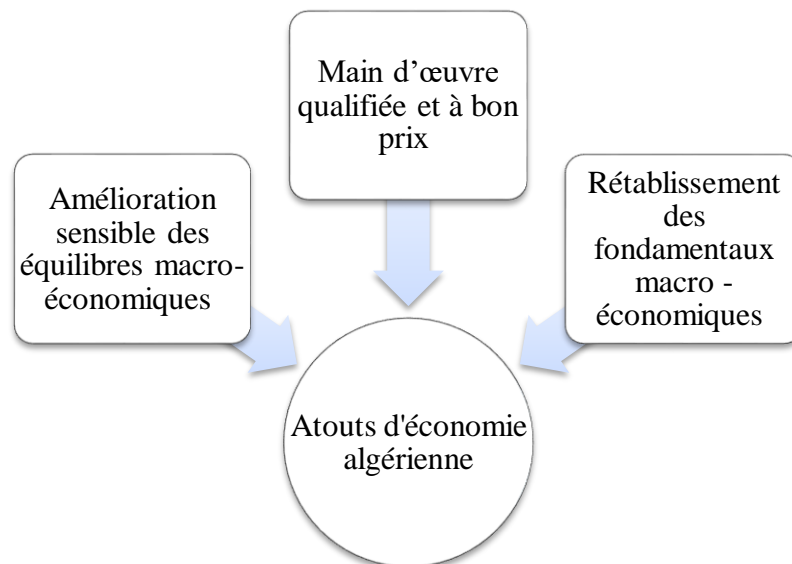 Main d’œuvre
qualifiée et à bon
prix
Amélioration
sensible des
équilibres macro-
économiques
Rétablissement
des
fondamentaux
macro -
économiques
Atouts d'économie
algérienne